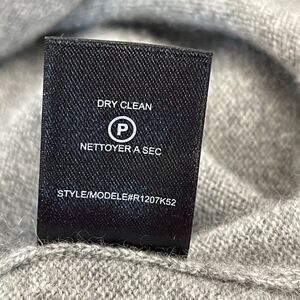 DRY CLEAN
P
NETTOYER A SEC
STYLE/MODELE#R1207K52